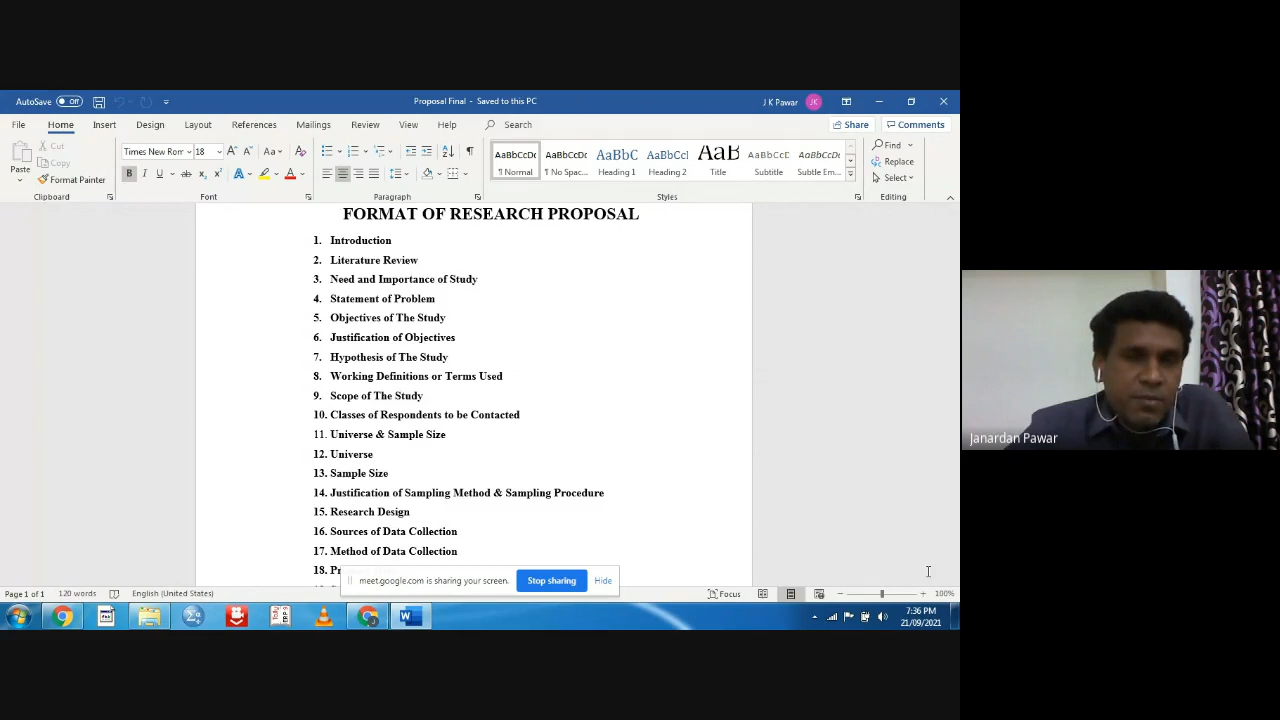 AutoSave Off
Proposal Final - Saved to this PC
J K Pawar JK
File Home Insert Design Layout References Mailings Review View Help Search
Share Comments
Paste
Cut
Copy
Format Painter
Clipboard
Times New Rom 18
Font
Paragraph
AaBbCcDc AaBbCcDc AaBbC AaBbCcI AaB AaBbCcD AaBbCcDc
¶ Normal ¶ No Spac... Heading 1 Heading 2 Title Subtitle Subtle Em...
Styles
Find
Replace
Select
Editing
FORMAT OF RESEARCH PROPOSAL
1. Introduction
2. Literature Review
3. Need and Importance of Study
4. Statement of Problem
5. Objectives of The Study
6. Justification of Objectives
7. Hypothesis of The Study
8. Working Definitions or Terms Used
9. Scope of The Study
10. Classes of Respondents to be Contacted
11. Universe & Sample Size
12. Universe
13. Sample Size
14. Justification of Sampling Method & Sampling Procedure
15. Research Design
16. Sources of Data Collection
17. Method of Data Collection
18.
meet.google.com is sharing your screen. Stop sharing Hide
Page 1 of 1 120 words English (United States) Focus 100%
7:36 PM
21/09/2021
Janardan Pawar